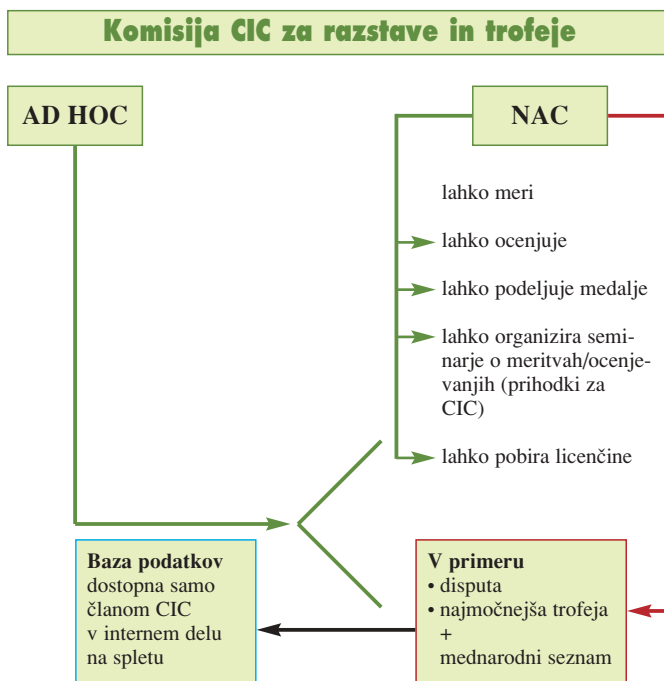 Komisija CIC za razstave in trofeje
AD HOC
NAC
lahko meri
lahko ocenjuje
lahko podeljuje medalje
lahko organizira semi-
narje o meritvah/ocenje-
vanjih (prihodki za
CIC)
lahko pobira licenčine
Baza podatkov
dostopna samo
članom CIC
v internem delu
na spletu
V primeru
• disputa
• najmočnejša trofeja
+
mednarodni seznam